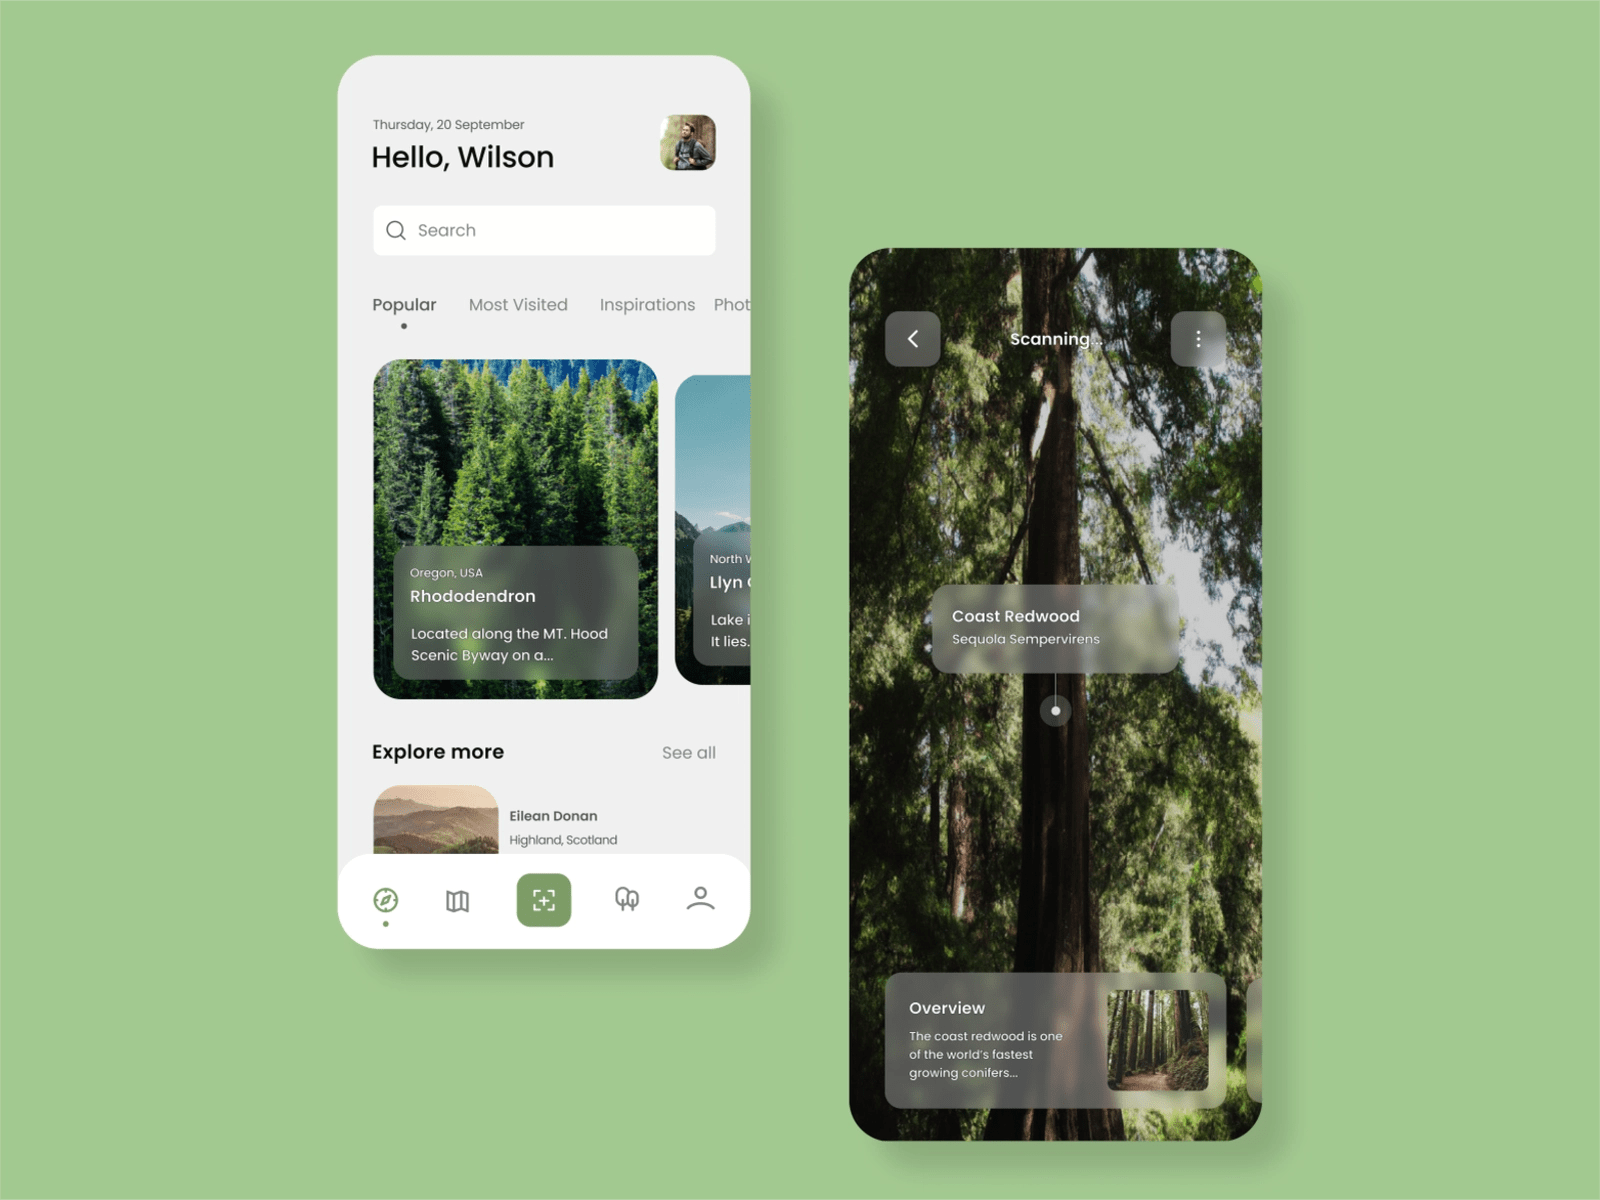 Thursday, 20 September
Hello, Wilson
Search
Popular
Most Visited
Inspirations
Phot
Oregon, USA
Rhododendron
Located along the MT. Hood
Scenic Byway on a...
North
Llyn
Lake i
It lies.
Explore more
See all
Eilean Donan
Highland, Scotland
Scanning...
Coast Redwood
Sequola Sempervirens
Overview
The coast redwood is one
of the world's fastest
growing conifers...